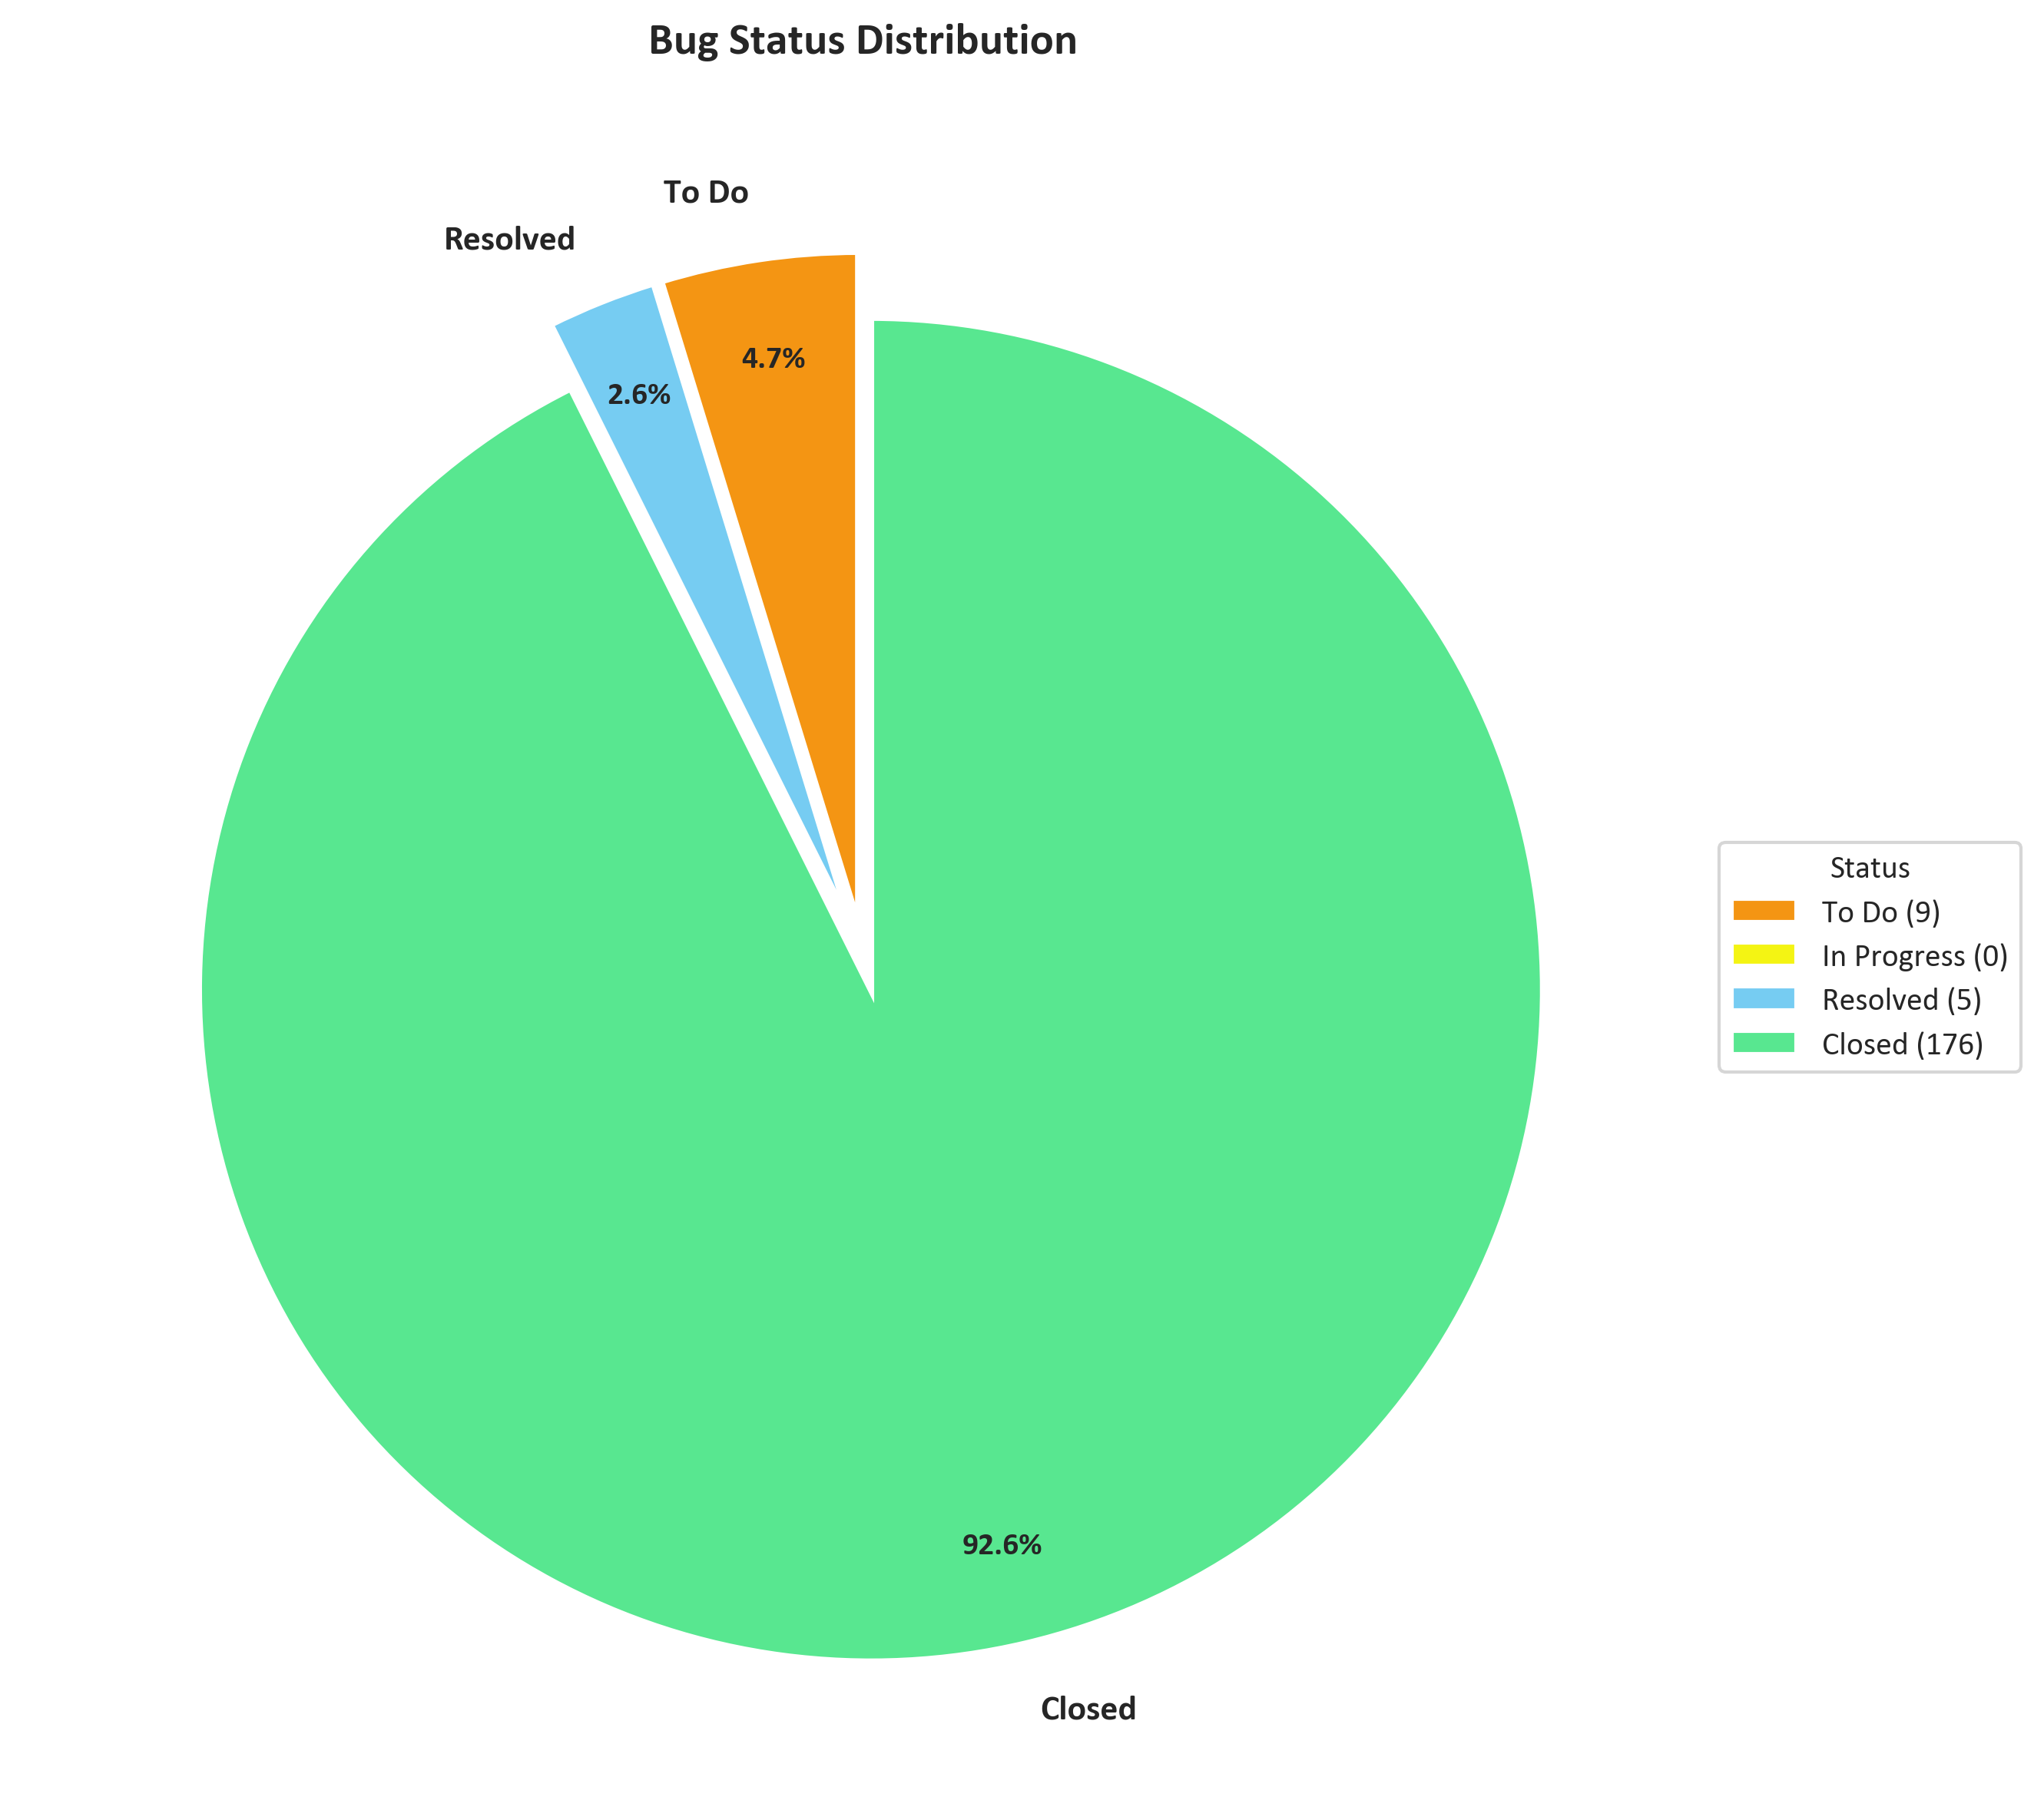 Bug Status Distribution
To Do
Resolved
4.7%
2.6%
Status
To Do (9)
In Progress (0)
Resolved (5)
Closed (176)
92.6%
Closed